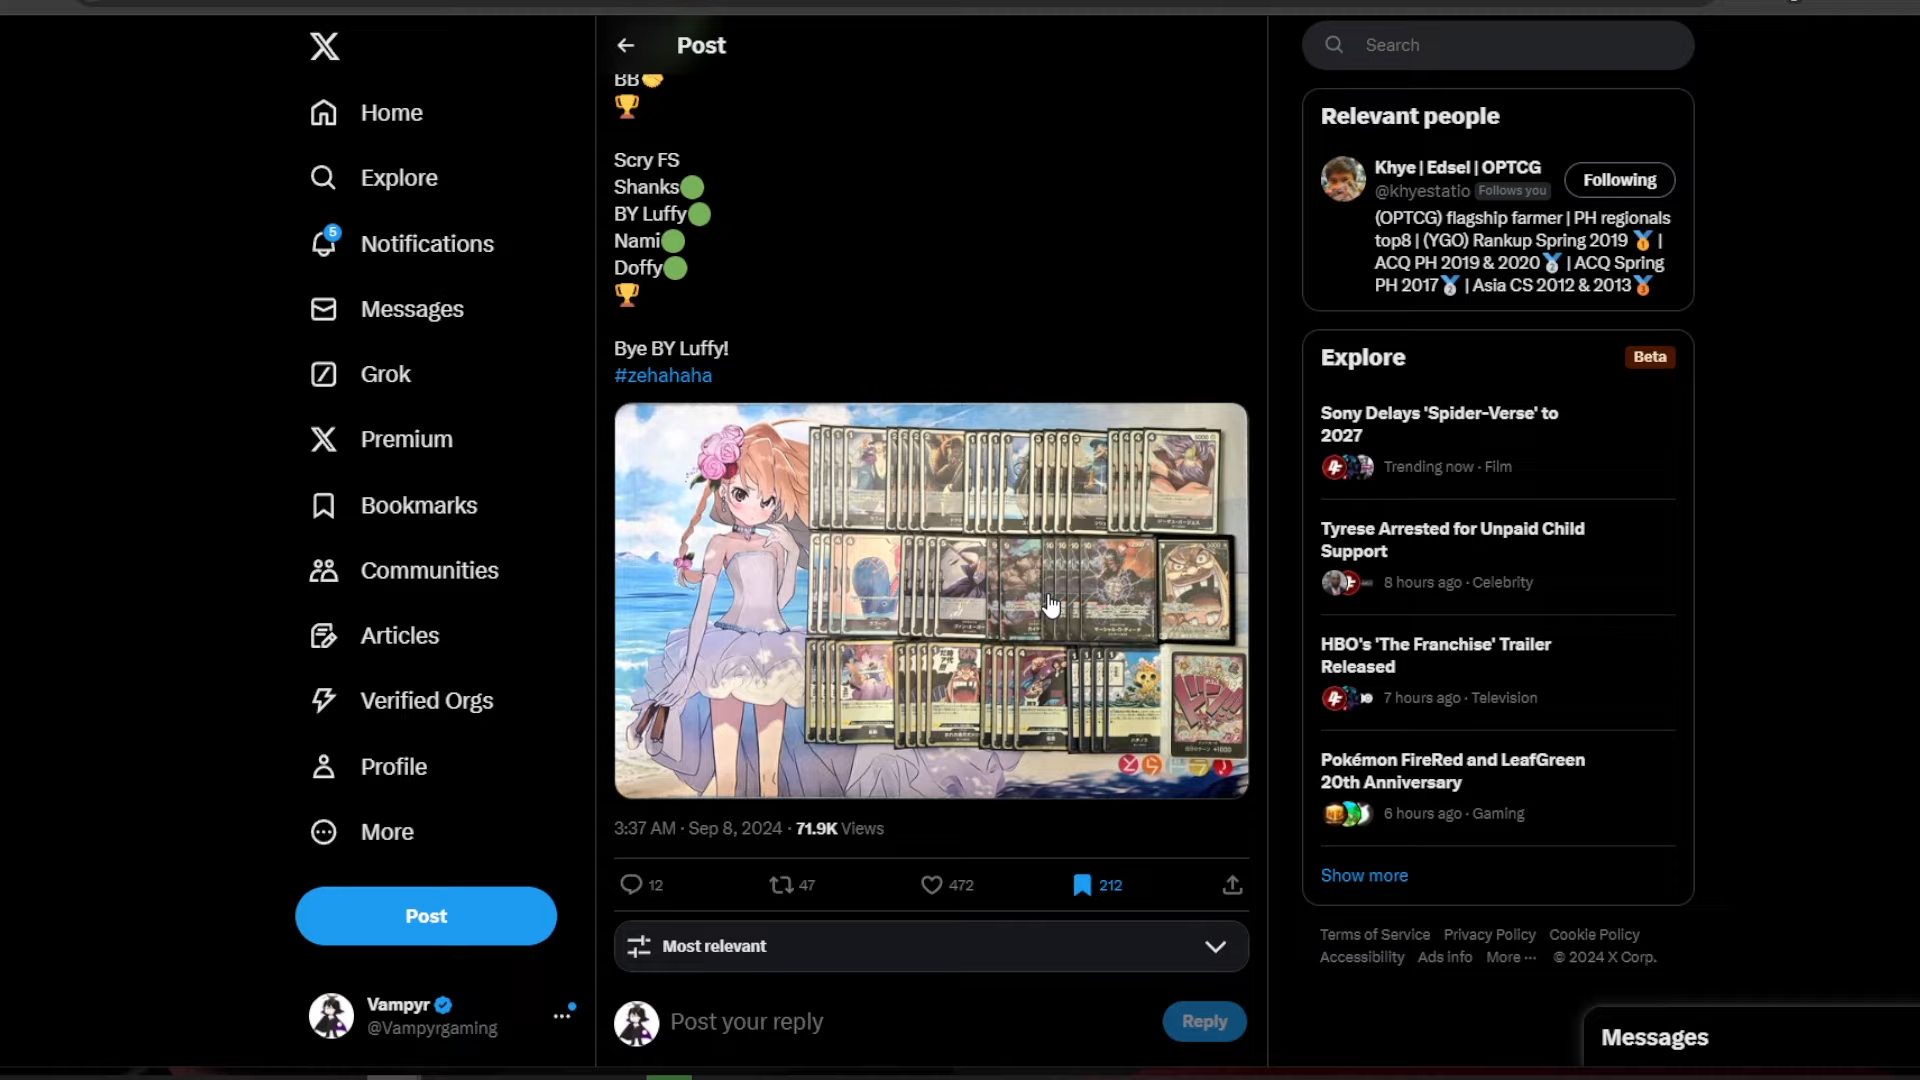 Post
Search
Home
Explore
5
Notifications
Messages
Grok
Premium
Bookmarks
Communities
Articles
Verified Orgs
Profile
More
Post
Vampyr
@Vampyrgaming
BB🤝
🏆
Scry FS
Shanks🟢
BY Luffy🟢
Nami🟢
Doffy🟢
🏆
Bye BY Luffy!
#zehahaha
3:37 AM · Sep 8, 2024 · 71.9K Views
12
47
472
212
Most relevant
Post your reply
Reply
Relevant people
Khye | Edsel | OPTCG
@khyestatio Follows you
Following
(OPTCG) flagship farmer | PH regionals
top8 | (YGO) Rankup Spring 2019 🥇 |
ACQ PH 2019 & 2020🥈 | ACQ Spring
PH 2017🥈 | Asia CS 2012 & 2013🥉
Explore
Beta
Sony Delays 'Spider-Verse' to
2027
Trending now · Film
Tyrese Arrested for Unpaid Child
Support
8 hours ago · Celebrity
HBO's 'The Franchise' Trailer
Released
7 hours ago · Television
Pokémon FireRed and LeafGreen
20th Anniversary
6 hours ago · Gaming
Show more
Terms of Service Privacy Policy Cookie Policy
Accessibility Ads info More ··· © 2024 X Corp.
Messages